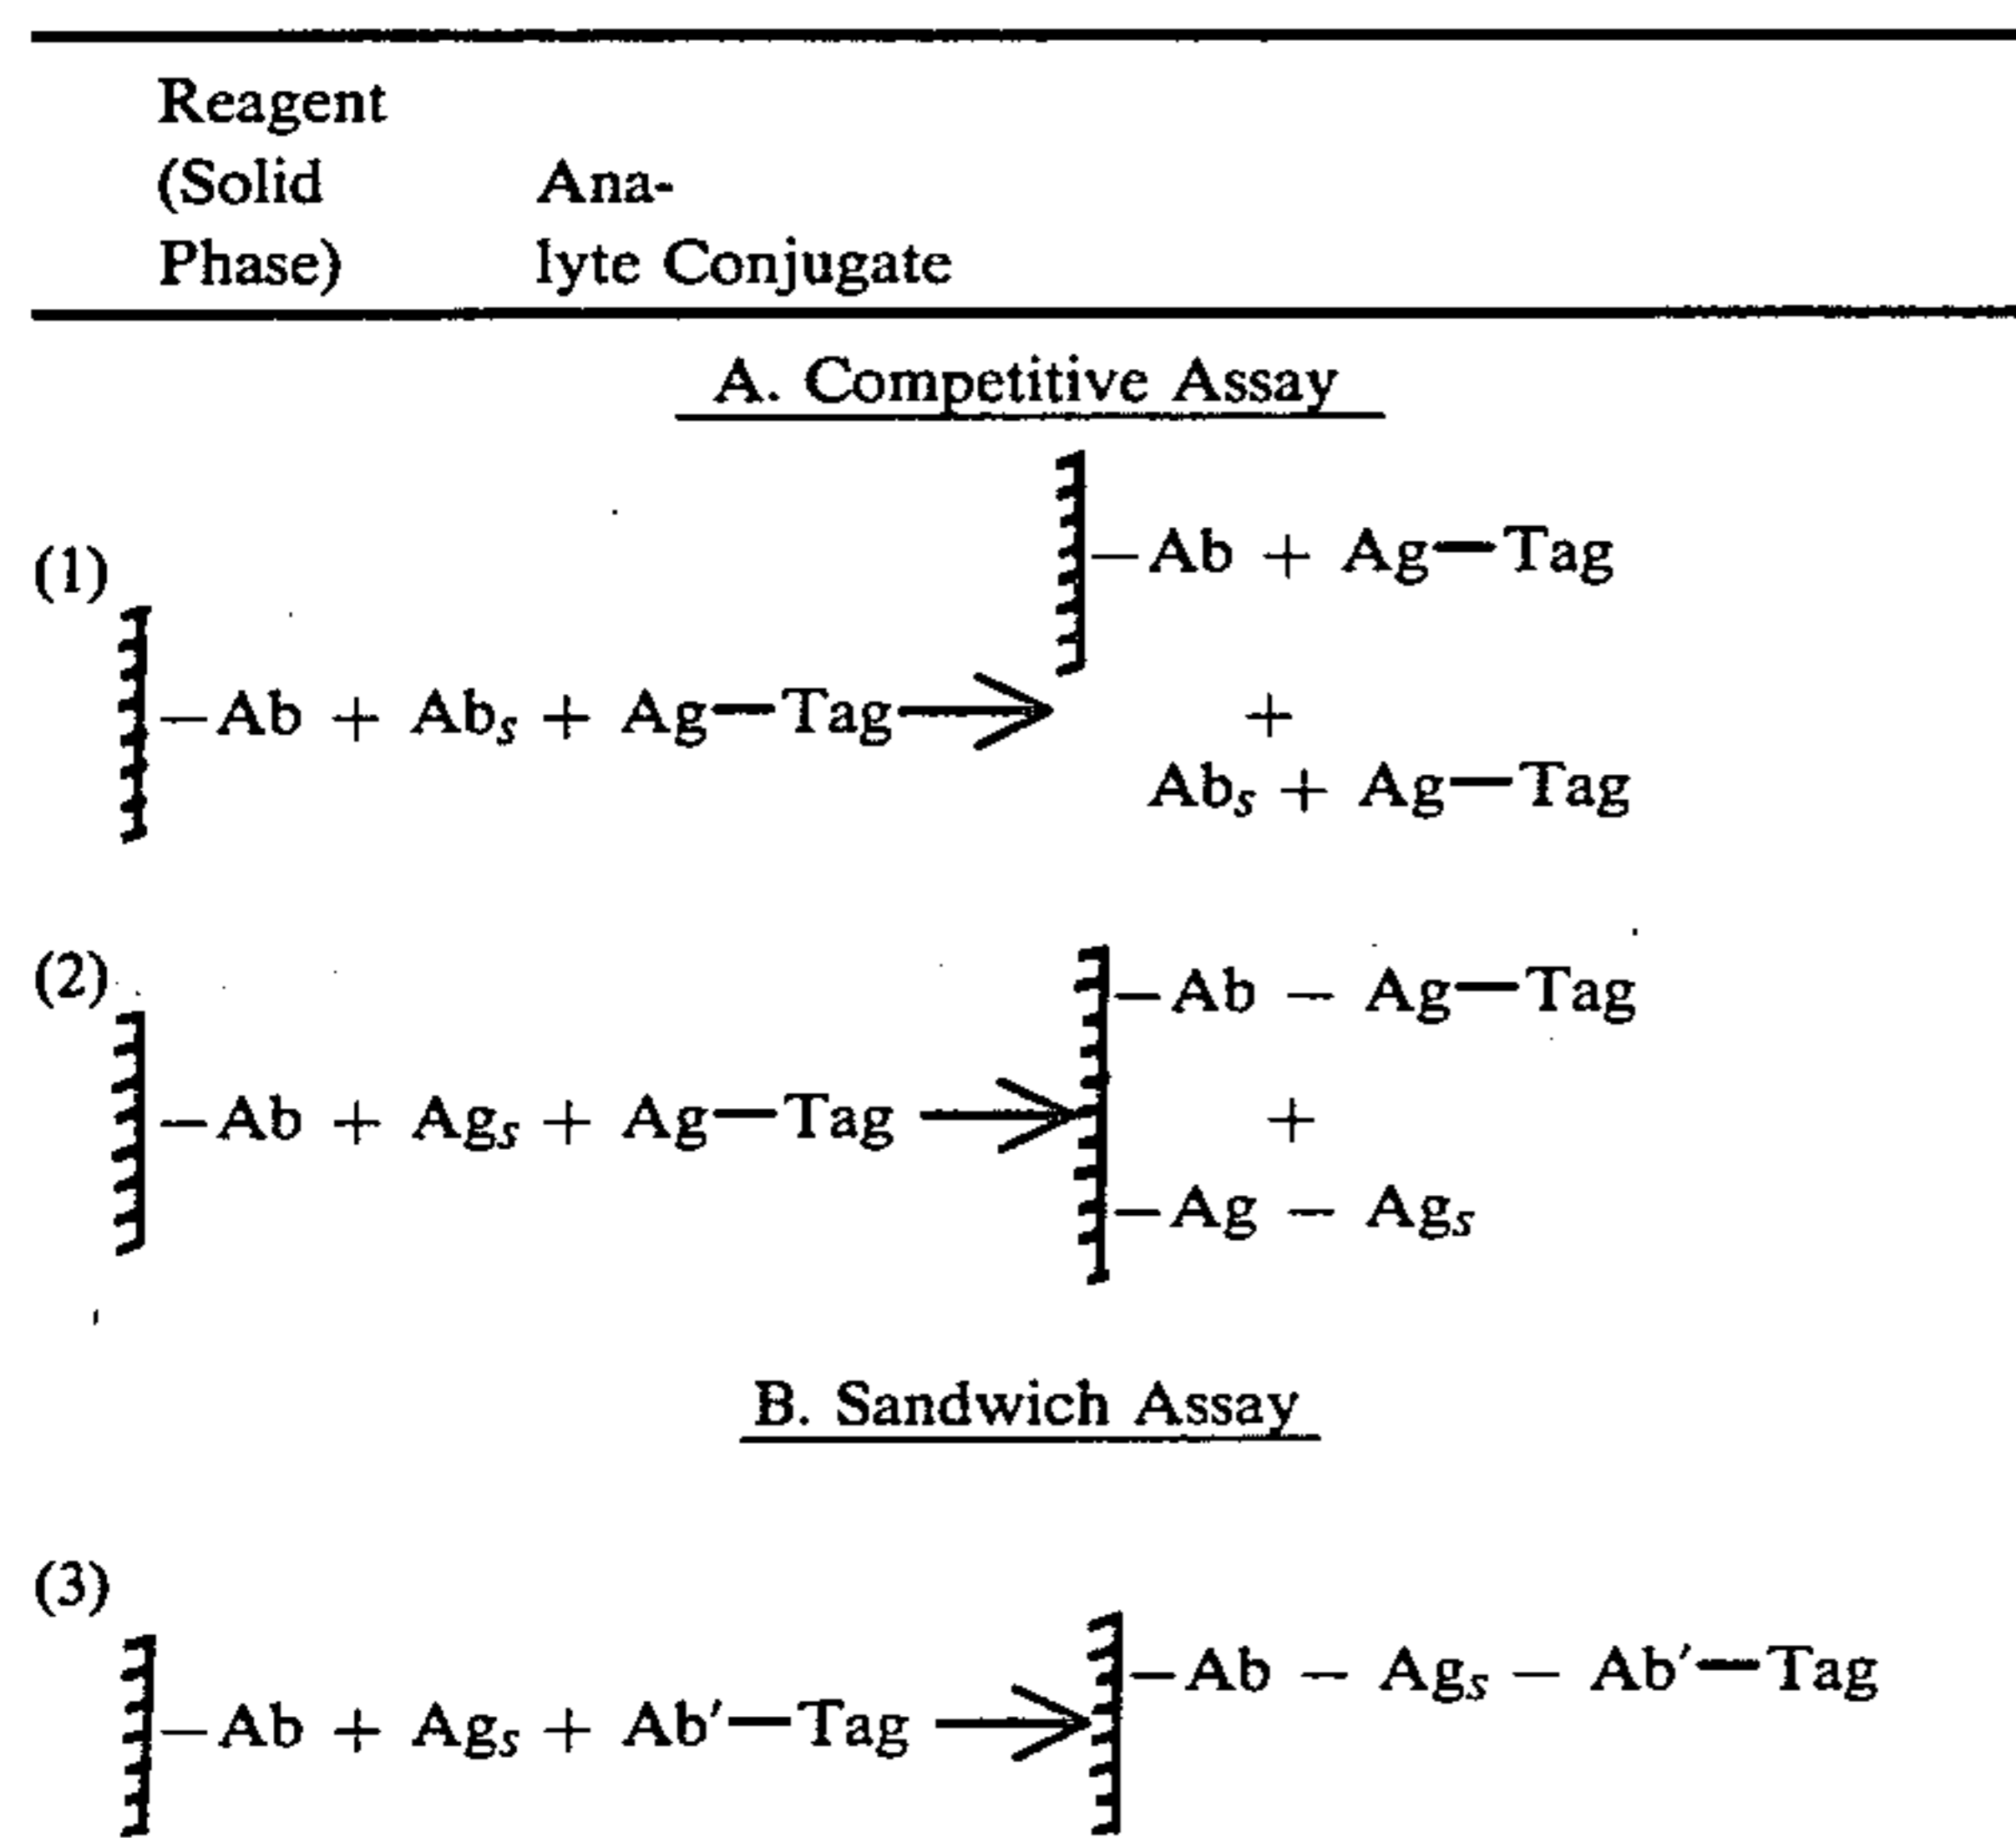 Reagent
(Solid Ana-
Phase) lyte Conjugate
A. Competitive Assay
—Ab + Ag—Tag
(1)
—Ab + Abs + Ag—Tag → +
Abs + Ag—Tag
(2) —Ab — Ag—Tag
—Ab + Ags + Ag—Tag → +
—Ag — Ags
B. Sandwich Assay
(3)
—Ab — Ags — Ab'—Tag
—Ab + Ags + Ab'—Tag →